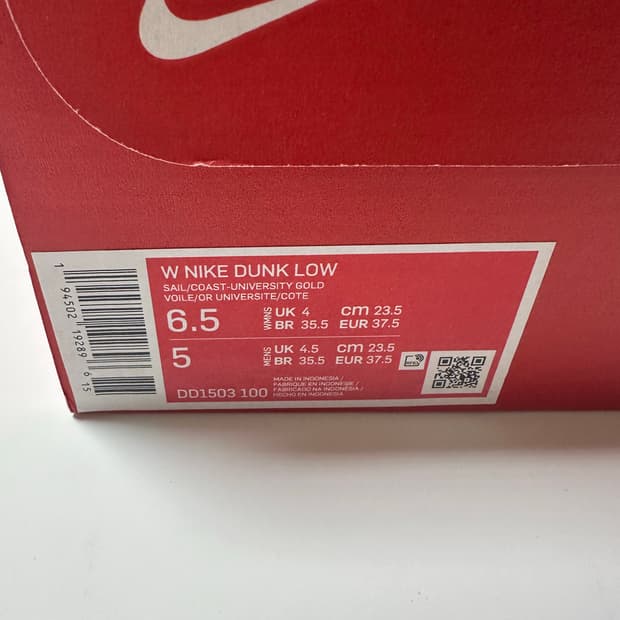 W NIKE DUNK LOW
SAIL/COAST-UNIVERSITY GOLD
VOILE/OR UNIVERSITE/COTE
6.5 WMNS UK 4 cm 23.5
BR 35.5 EUR 37.5
5 MENS UK 4.5 cm 23.5
BR 35.5 EUR 37.5
DD1503 100
MADE IN INDONESIA /
FABRIQUE EN INDONESIE /
FABRICADO NA INDONESIA /
HECHO EN INDONESIA
1 94502 19289 6 15